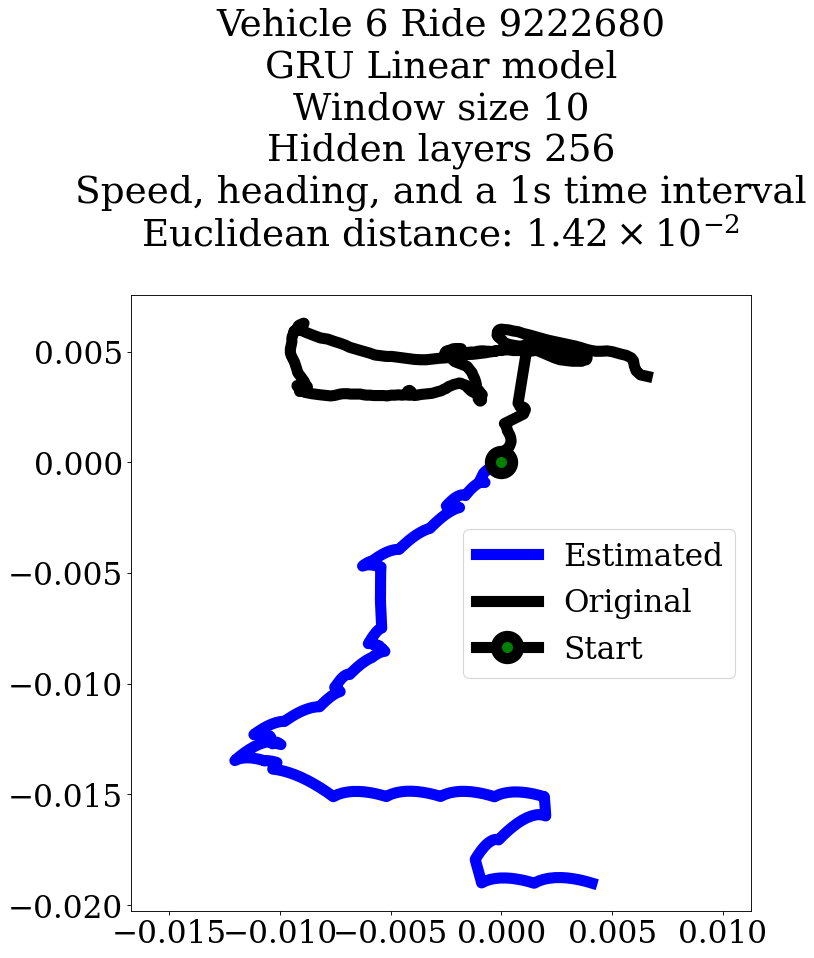 Vehicle 6 Ride 9222680
GRU Linear model
Window size 10
Hidden layers 256
Speed, heading, and a 1s time interval
Euclidean distance: 1.42 × 10⁻²
0.005
0.000
−0.005
−0.010
−0.015
−0.020
Estimated
Original
Start
−0.015 −0.010 −0.005 0.000 0.005 0.010